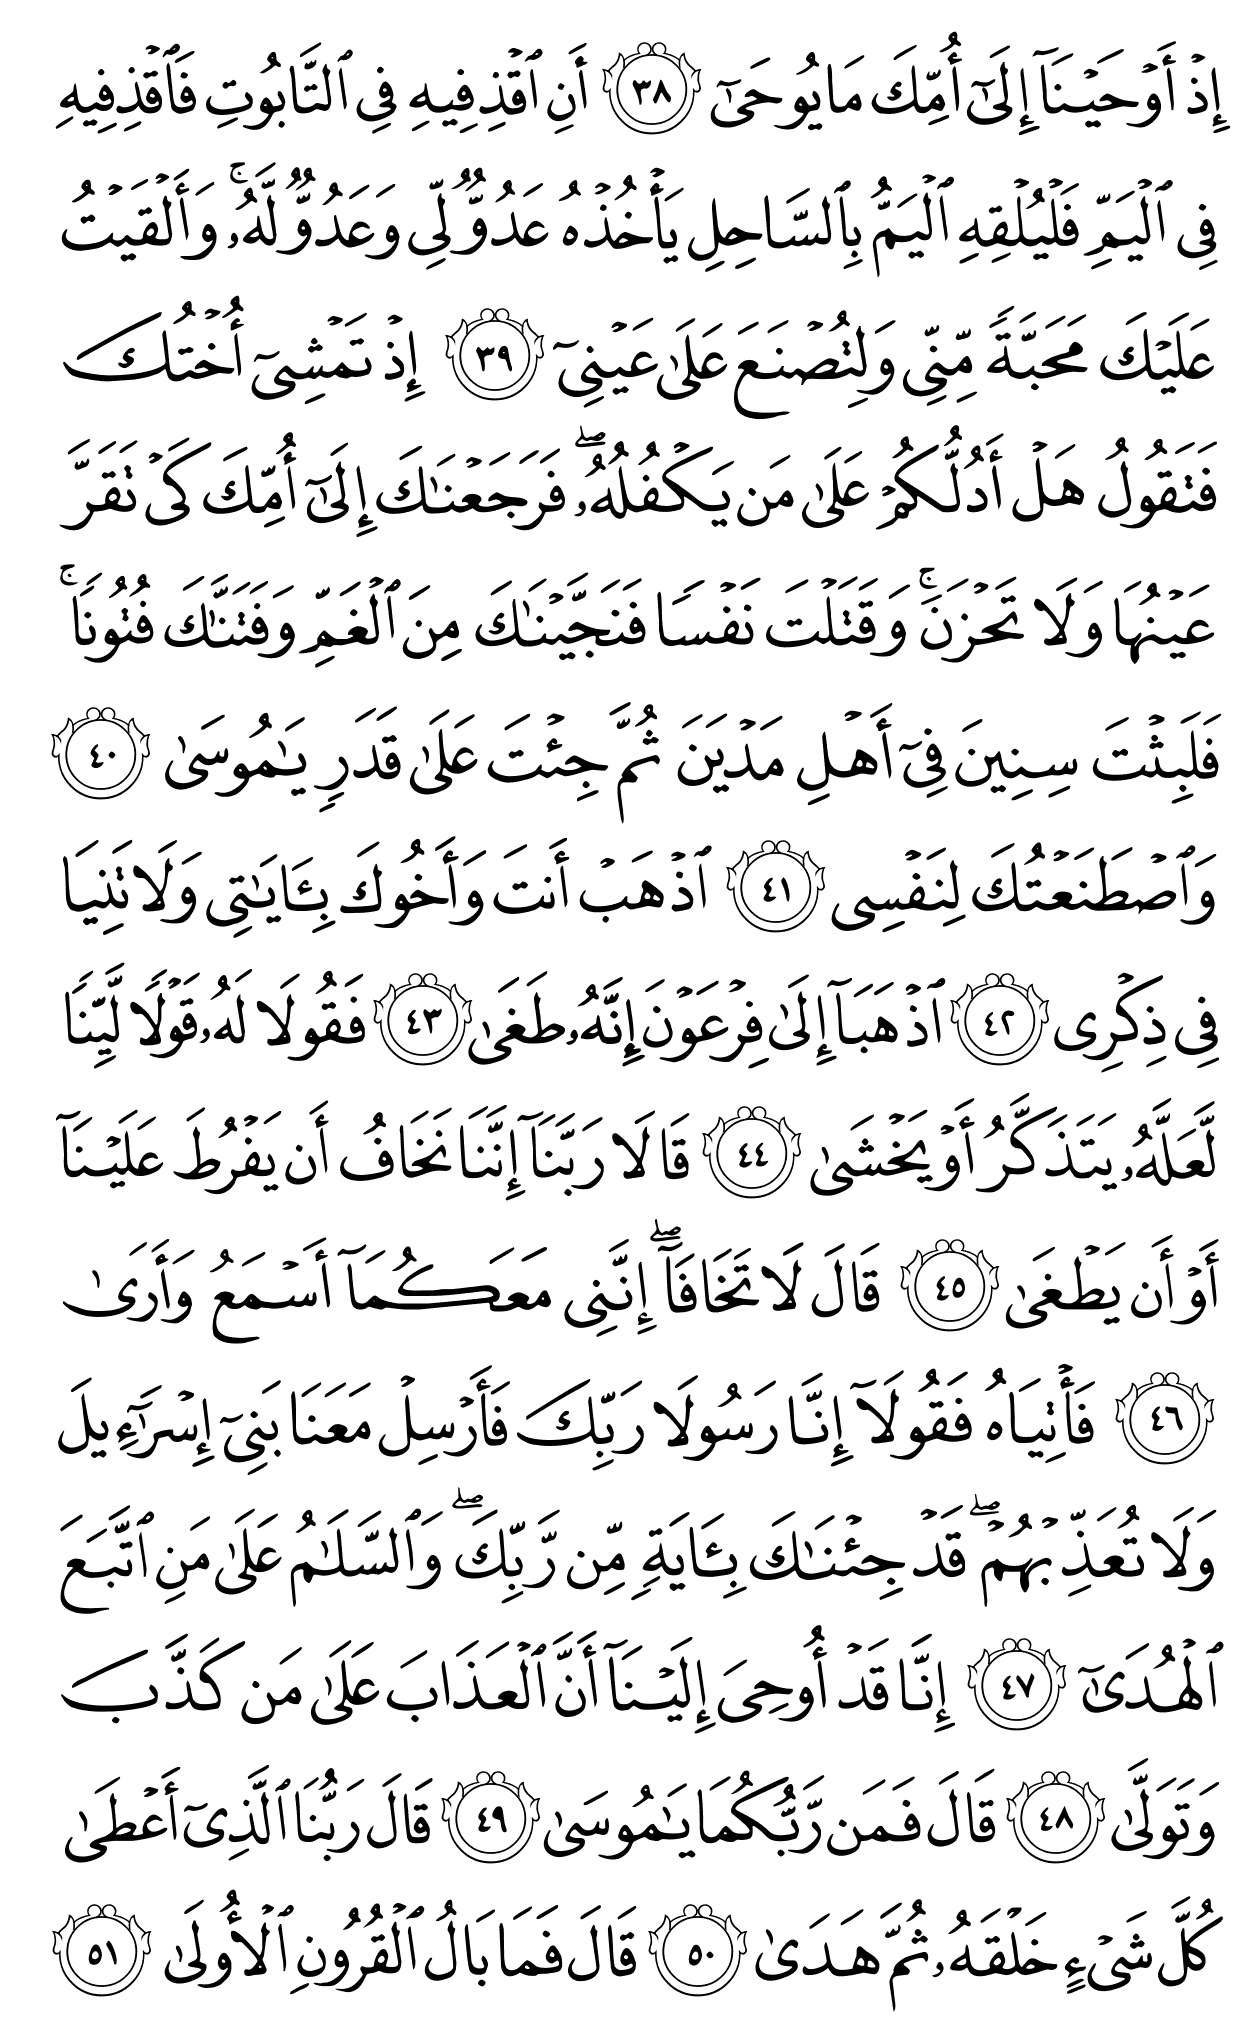 إِذۡ أَوۡحَيۡنَآ إِلَىٰٓ أُمِّكَ مَا يُوحَىٰٓ ٣٨ أَنِ ٱقۡذِفِيهِ فِي ٱلتَّابُوتِ فَٱقۡذِفِيهِ
فِي ٱلۡيَمِّ فَلۡيُلۡقِهِ ٱلۡيَمُّ بِٱلسَّاحِلِ يَأۡخُذۡهُ عَدُوٌّ لِّي وَعَدُوٌّ لَّهُۥۚ وَأَلۡقَيۡتُ
عَلَيۡكَ مَحَبَّةً مِّنِّي وَلِتُصۡنَعَ عَلَىٰ عَيۡنِيٓ ٣٩ إِذۡ تَمۡشِيٓ أُخۡتُكَ
فَتَقُولُ هَلۡ أَدُلُّكُمۡ عَلَىٰ مَن يَكۡفُلُهُۥۖ فَرَجَعۡنَٰكَ إِلَىٰٓ أُمِّكَ كَيۡ تَقَرَّ
عَيۡنُهَا وَلَا تَحۡزَنَۚ وَقَتَلۡتَ نَفۡسًا فَنَجَّيۡنَٰكَ مِنَ ٱلۡغَمِّ وَفَتَنَّٰكَ فُتُونًاۚ
فَلَبِثۡتَ سِنِينَ فِيٓ أَهۡلِ مَدۡيَنَ ثُمَّ جِئۡتَ عَلَىٰ قَدَرٍ يَٰمُوسَىٰ ٤٠
وَٱصۡطَنَعۡتُكَ لِنَفۡسِي ٤١ ٱذۡهَبۡ أَنتَ وَأَخُوكَ بِـَٔايَٰتِي وَلَا تَنِيَا
فِي ذِكۡرِي ٤٢ ٱذۡهَبَآ إِلَىٰ فِرۡعَوۡنَ إِنَّهُۥ طَغَىٰ ٤٣ فَقُولَا لَهُۥ قَوۡلًا لَّيِّنًا
لَّعَلَّهُۥ يَتَذَكَّرُ أَوۡ يَخۡشَىٰ ٤٤ قَالَا رَبَّنَآ إِنَّنَا نَخَافُ أَن يَفۡرُطَ عَلَيۡنَآ
أَوۡ أَن يَطۡغَىٰ ٤٥ قَالَ لَا تَخَافَآۖ إِنَّنِي مَعَكُمَآ أَسۡمَعُ وَأَرَىٰ
٤٦ فَأۡتِيَاهُ فَقُولَآ إِنَّا رَسُولَا رَبِّكَ فَأَرۡسِلۡ مَعَنَا بَنِيٓ إِسۡرَٰٓءِيلَ
وَلَا تُعَذِّبۡهُمۡۖ قَدۡ جِئۡنَٰكَ بِـَٔايَةٍ مِّن رَّبِّكَۖ وَٱلسَّلَٰمُ عَلَىٰ مَنِ ٱتَّبَعَ
ٱلۡهُدَىٰٓ ٤٧ إِنَّا قَدۡ أُوحِيَ إِلَيۡنَآ أَنَّ ٱلۡعَذَابَ عَلَىٰ مَن كَذَّبَ
وَتَوَلَّىٰ ٤٨ قَالَ فَمَن رَّبُّكُمَا يَٰمُوسَىٰ ٤٩ قَالَ رَبُّنَا ٱلَّذِيٓ أَعۡطَىٰ
كُلَّ شَيۡءٍ خَلۡقَهُۥ ثُمَّ هَدَىٰ ٥٠ قَالَ فَمَا بَالُ ٱلۡقُرُونِ ٱلۡأُولَىٰ ٥١